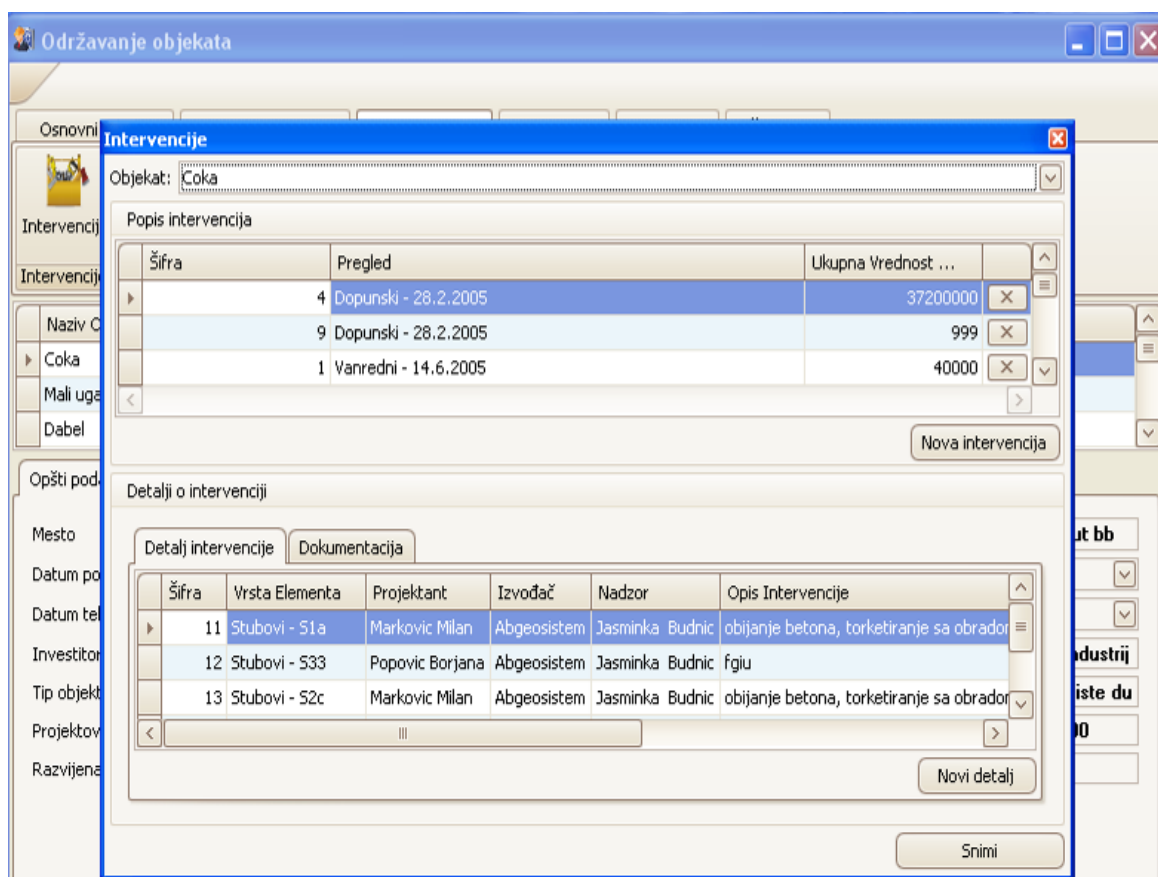 Održavanje objekata
Osnovni
Intervencije
Objekat: Coka
Intervencij
Intervencij
Popis intervencija
Šifra Pregled Ukupna Vrednost ...
4 Dopunski - 28.2.2005 37200000
9 Dopunski - 28.2.2005 999
1 Vanredni - 14.6.2005 40000
Nova intervencija
Naziv O
Coka
Mali uga
Dabel
Opšti pod
Detalji o intervenciji
Detalj intervencije Dokumentacija
Šifra Vrsta Elementa Projektant Izvođač Nadzor Opis Intervencije
11 Stubovi - S1a Markovic Milan Abgeosistem Jasminka Budnic obijanje betona, torketiranje sa obrador
12 Stubovi - S33 Popovic Borjana Abgeosistem Jasminka Budnic fgiu
13 Stubovi - S2c Markovic Milan Abgeosistem Jasminka Budnic obijanje betona, torketiranje sa obrador
Novi detalj
Snimi
Mesto ut bb
Datum po
Datum tel
Investitor ndustrij
Tip objekt iste du
Projektov 00
Razvijena